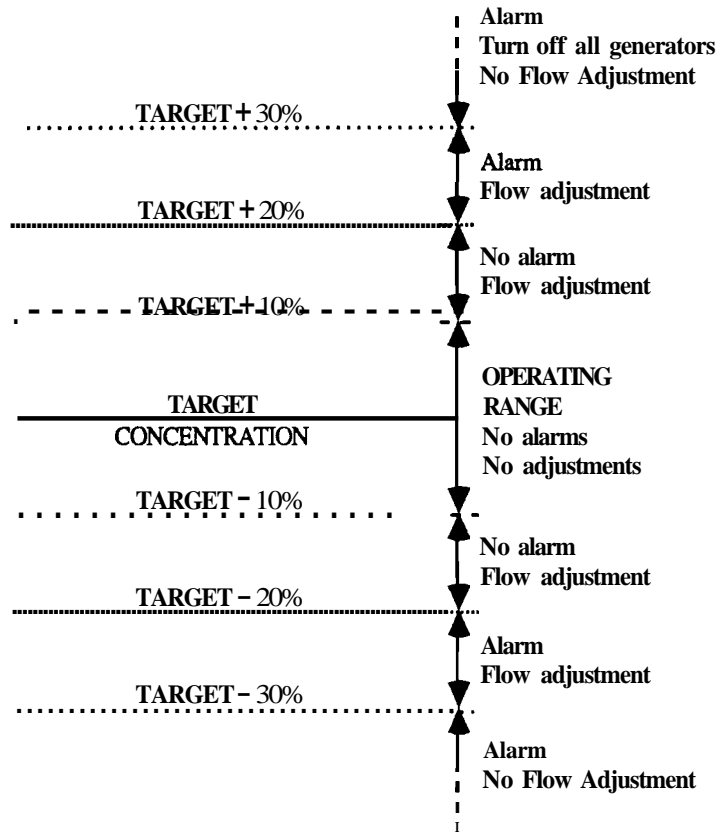 Alarm
Turn off all generators
No Flow Adjustment
TARGET + 30%
Alarm
Flow adjustment
TARGET + 20%
No alarm
Flow adjustment
TARGET + 10%
OPERATING
RANGE
No alarms
No adjustments
TARGET
CONCENTRATION
TARGET - 10%
No alarm
Flow adjustment
TARGET - 20%
Alarm
Flow adjustment
TARGET - 30%
Alarm
No Flow Adjustment